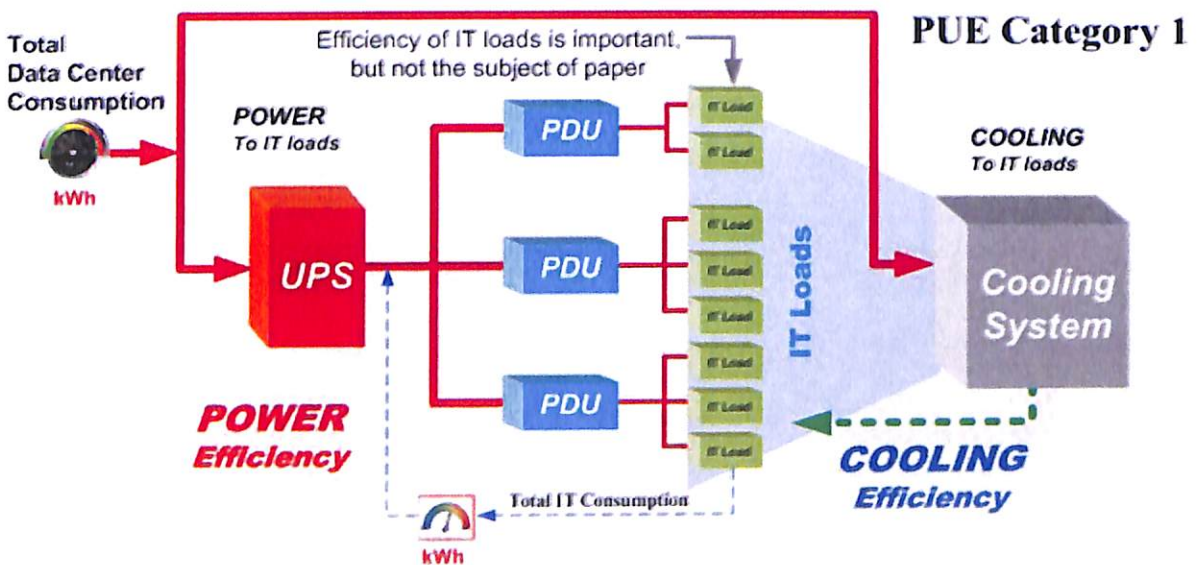 PUE Category 1
Total
Data Center
Consumption
kWh
Efficiency of IT loads is important,
but not the subject of paper
POWER
To IT loads
UPS
PDU
PDU
PDU
IT Load
IT Load
IT Load
IT Load
IT Load
IT Load
IT Load
IT Load
IT Loads
COOLING
To IT loads
Cooling
System
POWER
Efficiency
COOLING
Efficiency
Total IT Consumption
kWh